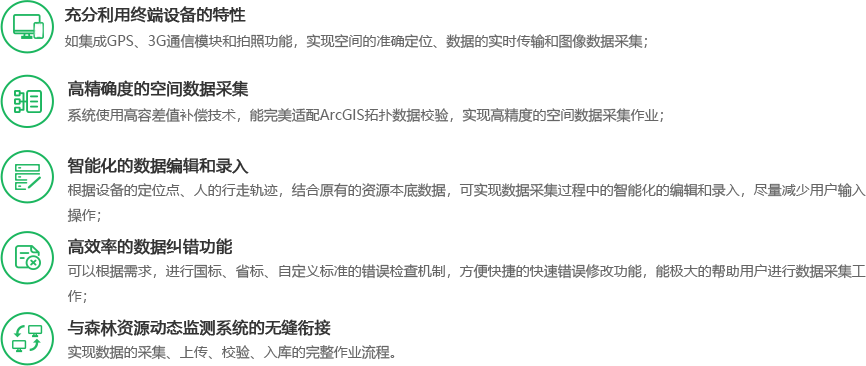 充分利用终端设备的特性
如集成GPS、3G通信模块和拍照功能，实现空间的准确定位、数据的实时传输和图像数据采集；
高精确度的空间数据采集
系统使用高容差值补偿技术，能完美适配ArcGIS拓扑数据校验，实现高精度的空间数据采集作业；
智能化的数据编辑和录入
根据设备的定位点、人的行走轨迹，结合原有的资源本底数据，可实现数据采集过程中的智能化的编辑和录入，尽量减少用户输入
操作；
高效率的数据纠错功能
可以根据需求，进行国标、省标、自定义标准的错误检查机制，方便快捷的快速错误修改功能，能极大的帮助用户进行数据采集工
作；
与森林资源动态监测系统的无缝衔接
实现数据的采集、上传、校验、入库的完整作业流程。